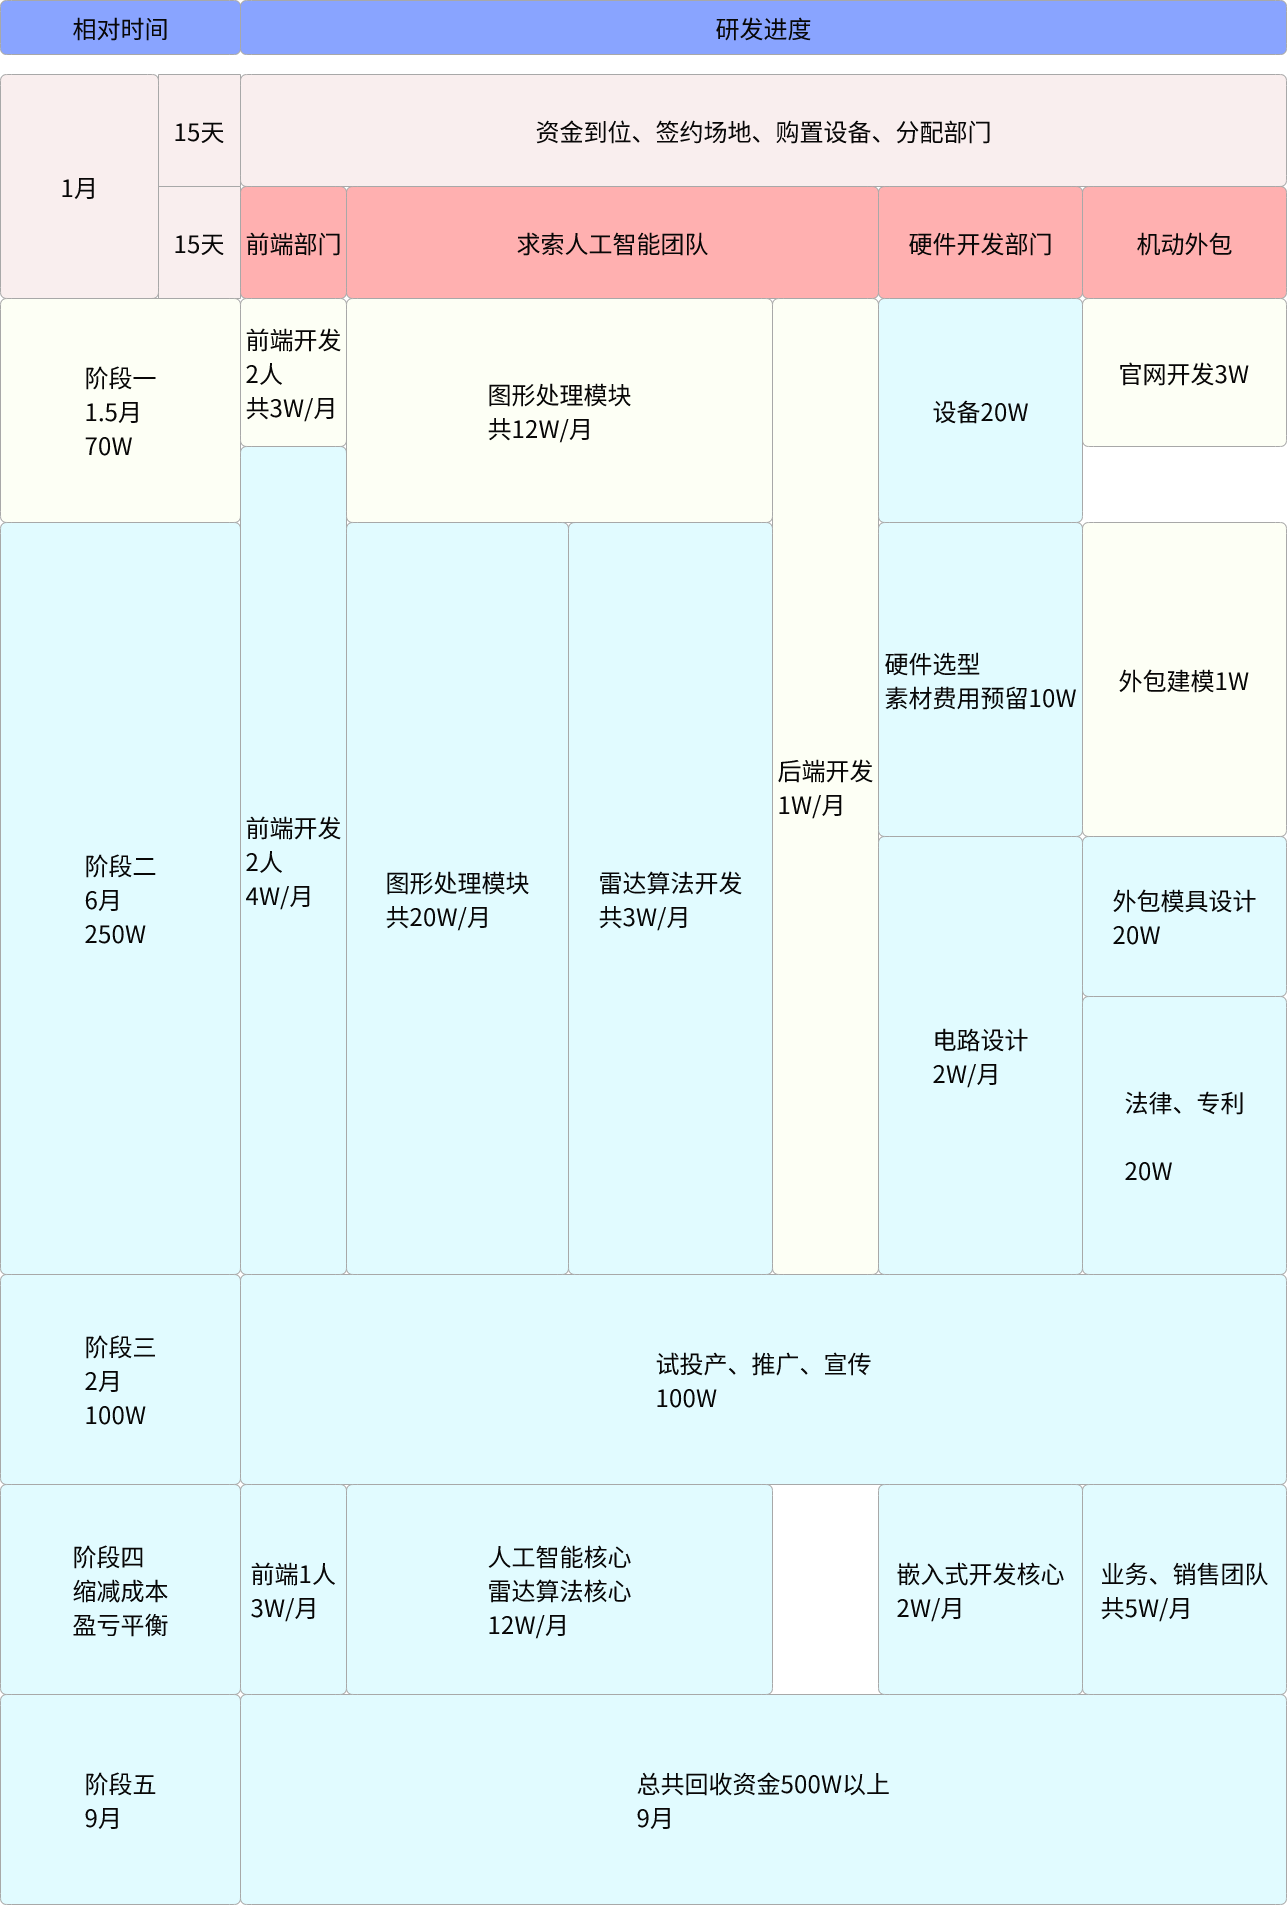 相对时间
研发进度
1月
15天
资金到位、签约场地、购置设备、分配部门
15天
前端部门
求索人工智能团队
硬件开发部门
机动外包
阶段一
1.5月
70W
前端开发
2人
共3W/月
图形处理模块
共12W/月
后端开发
1W/月
设备20W
官网开发3W
阶段二
6月
250W
前端开发
2人
4W/月
图形处理模块
共20W/月
雷达算法开发
共3W/月
硬件选型
素材费用预留10W
外包建模1W
电路设计
2W/月
外包模具设计
20W
法律、专利
20W
阶段三
2月
100W
试投产、推广、宣传
100W
阶段四
缩减成本
盈亏平衡
前端1人
3W/月
人工智能核心
雷达算法核心
12W/月
嵌入式开发核心
2W/月
业务、销售团队
共5W/月
阶段五
9月
总共回收资金500W以上
9月